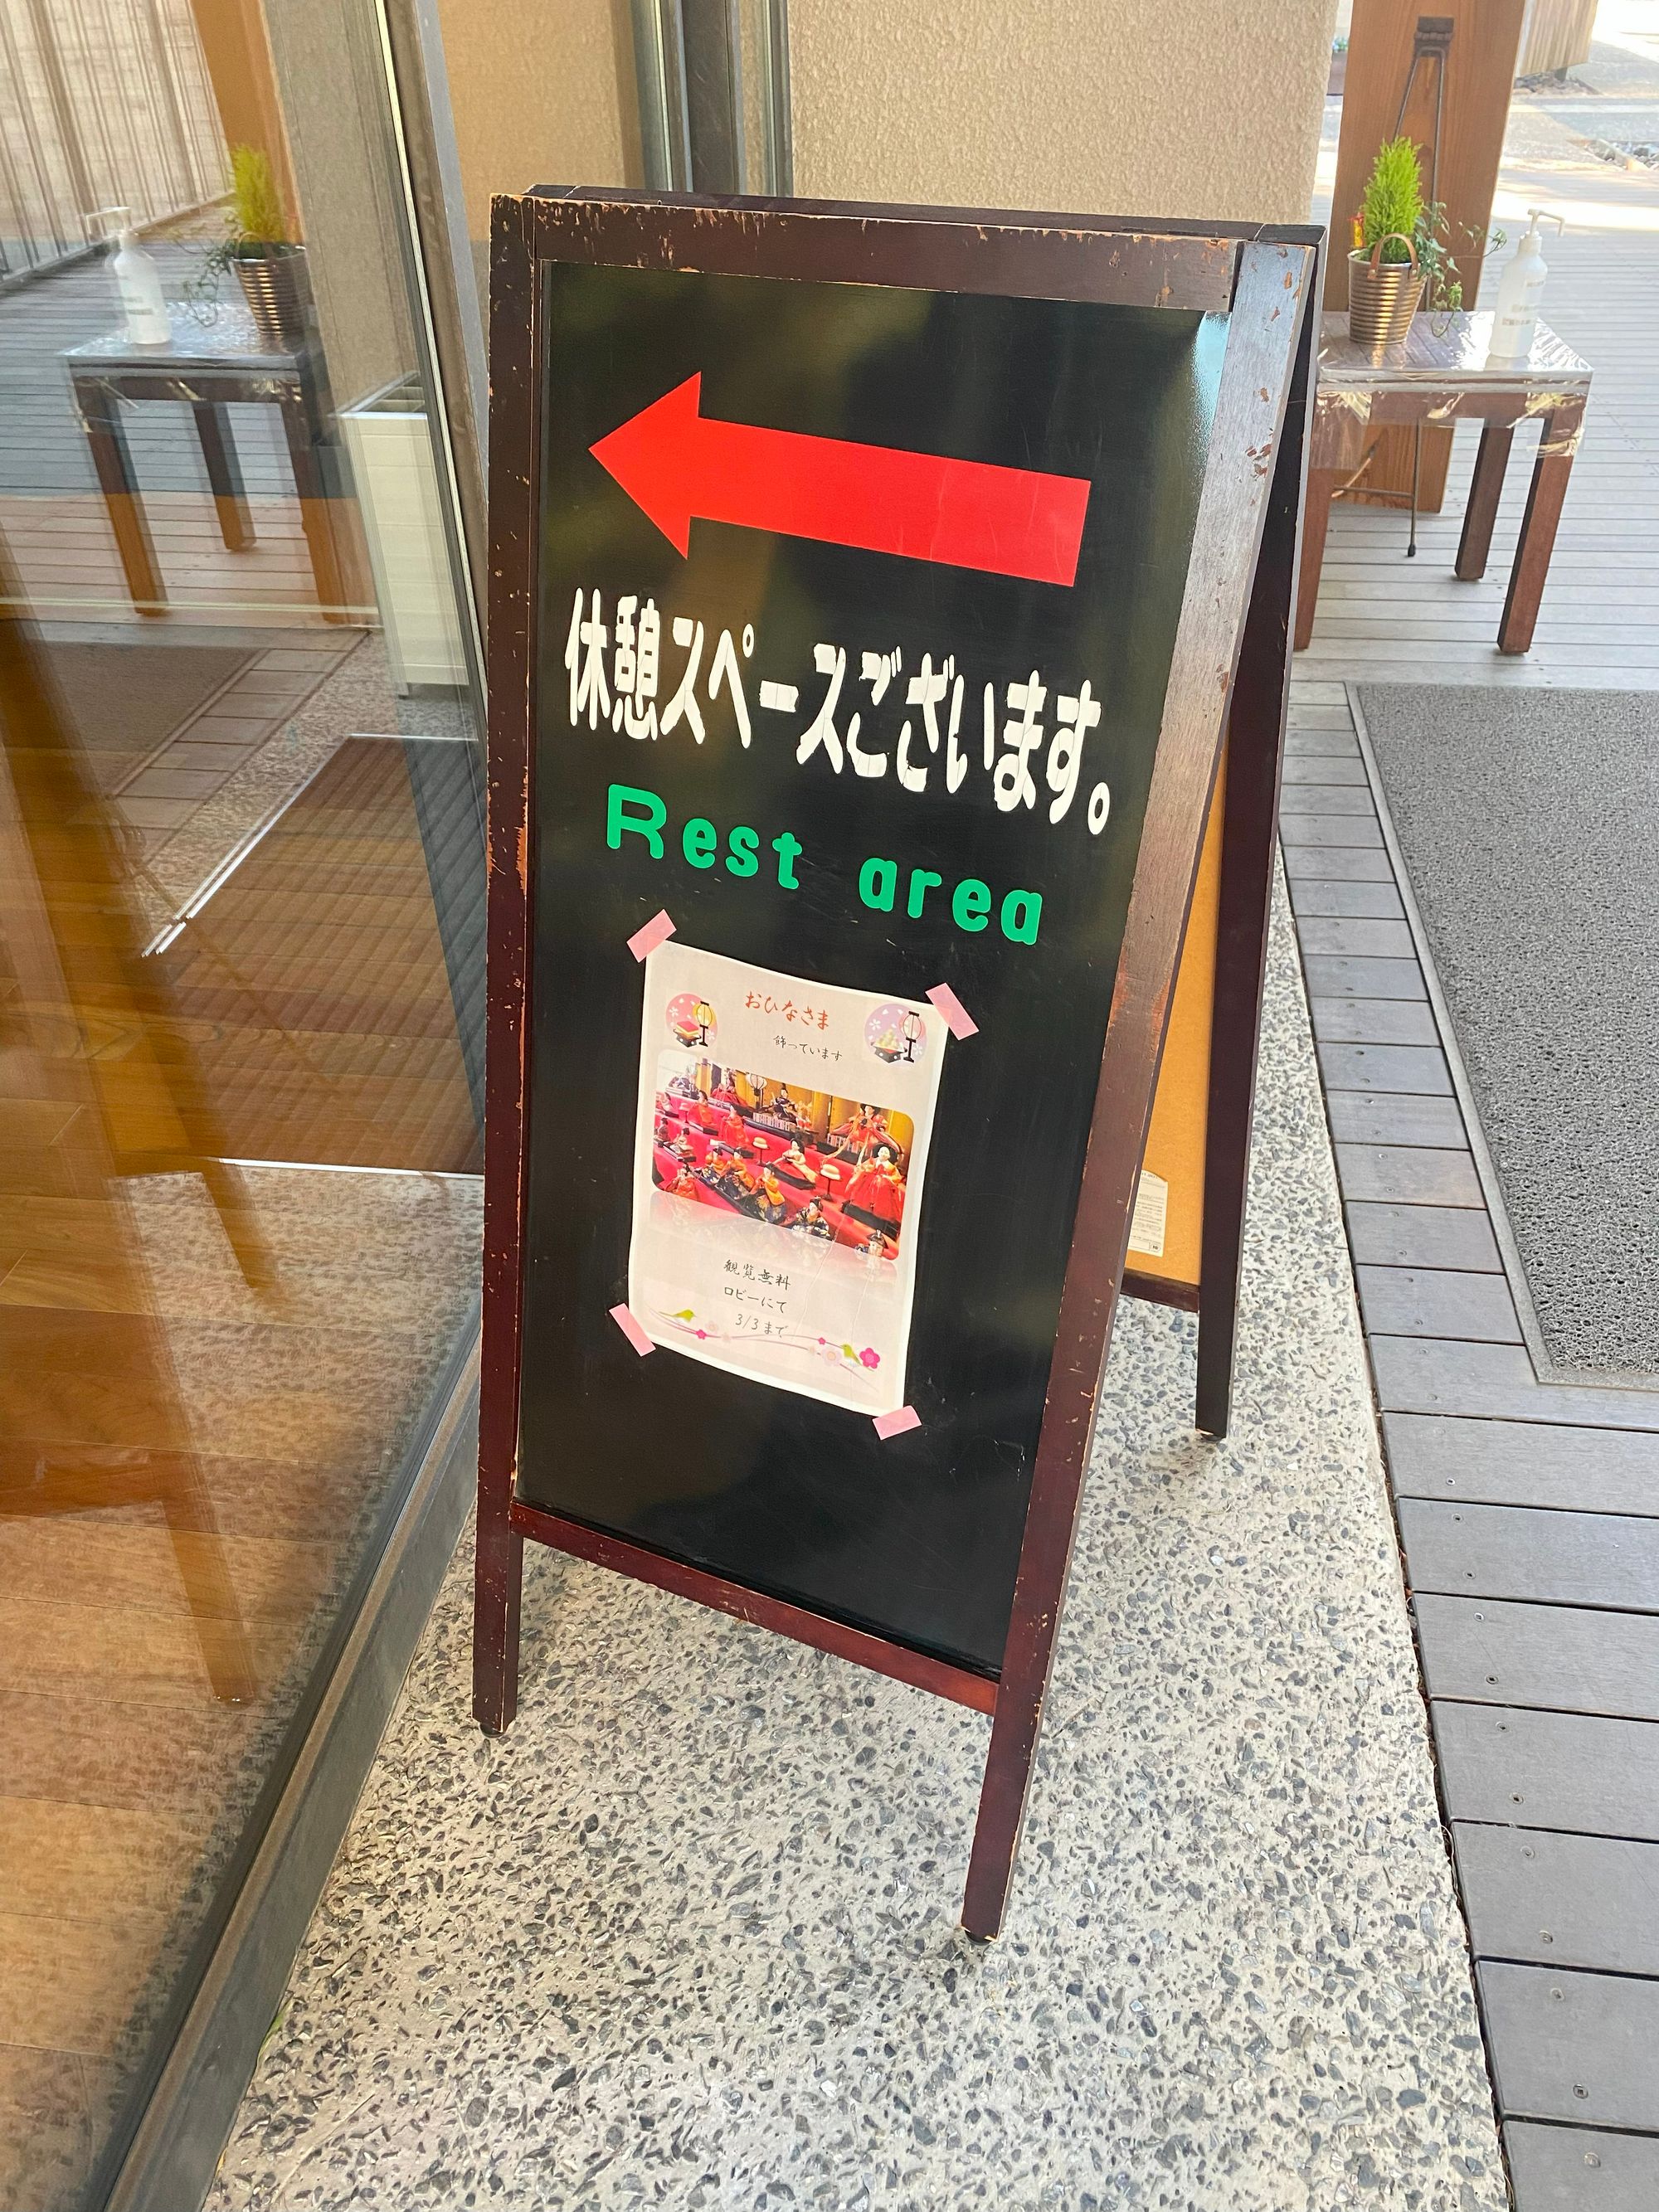 休憩スペースございます。
Rest area
おひなさま
飾っています
観覧無料
ロビーにて
3/3まで